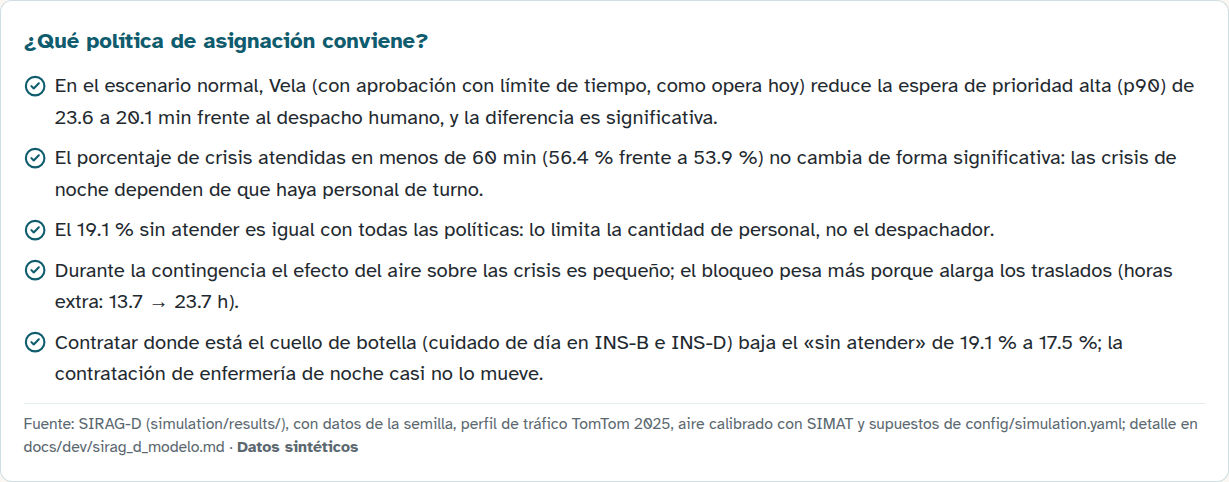 ¿Qué política de asignación conviene?
En el escenario normal, Vela (con aprobación con límite de tiempo, como opera hoy) reduce la espera de prioridad alta (p90) de
23.6 a 20.1 min frente al despacho humano, y la diferencia es significativa.
El porcentaje de crisis atendidas en menos de 60 min (56.4 % frente a 53.9 %) no cambia de forma significativa: las crisis de
noche dependen de que haya personal de turno.
El 19.1 % sin atender es igual con todas las políticas: lo limita la cantidad de personal, no el despachador.
Durante la contingencia el efecto del aire sobre las crisis es pequeño; el bloqueo pesa más porque alarga los traslados (horas
extra: 13.7 → 23.7 h).
Contratar donde está el cuello de botella (cuidado de día en INS-B e INS-D) baja el «sin atender» de 19.1 % a 17.5 %; la
contratación de enfermería de noche casi no lo mueve.
Fuente: SIRAG-D (simulation/results/), con datos de la semilla, perfil de tráfico TomTom 2025, aire calibrado con SIMAT y supuestos de config/simulation.yaml; detalle en
docs/dev/sirag_d_modelo.md · Datos sintéticos